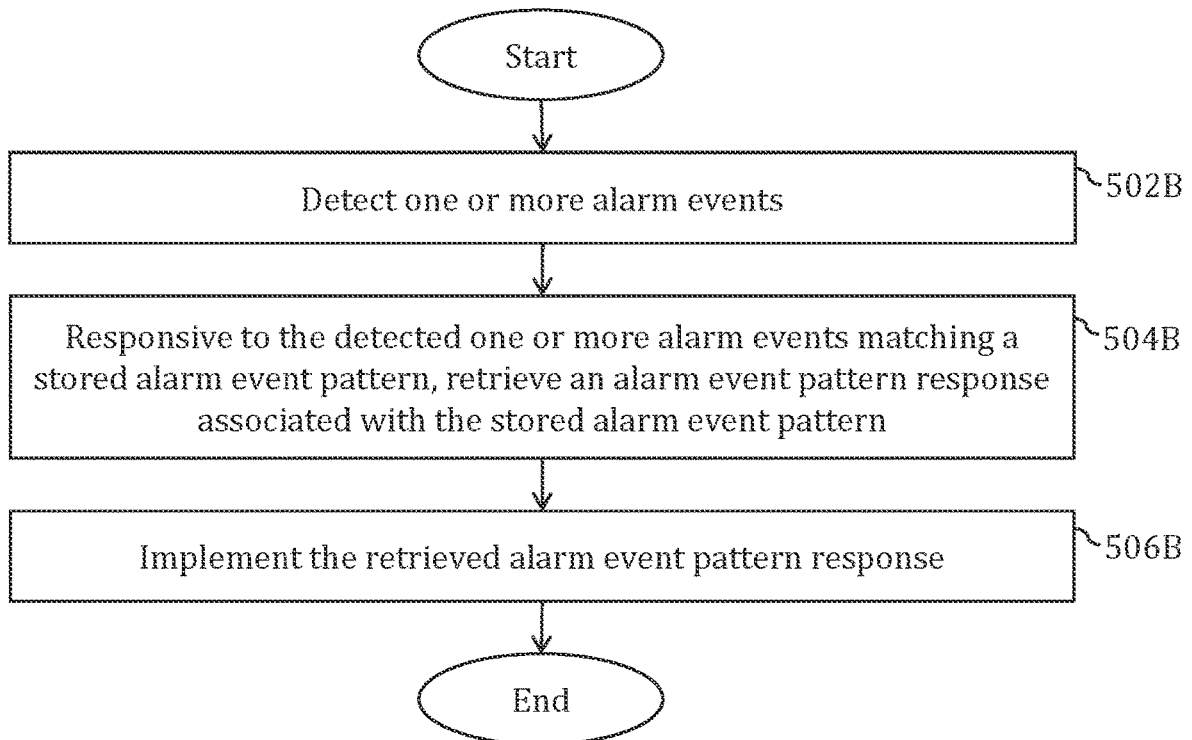 Start
Detect one or more alarm events
502B
Responsive to the detected one or more alarm events matching a
stored alarm event pattern, retrieve an alarm event pattern response
associated with the stored alarm event pattern
504B
Implement the retrieved alarm event pattern response
506B
End